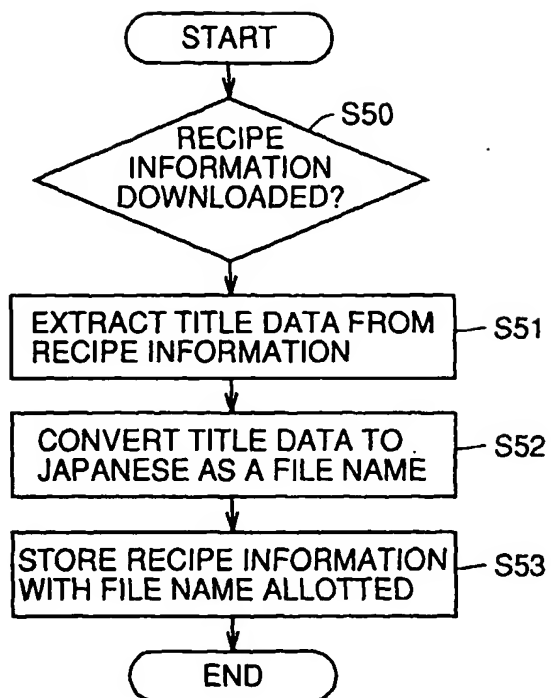 START
S50
RECIPE
INFORMATION
DOWNLOADED?
EXTRACT TITLE DATA FROM
RECIPE INFORMATION
S51
CONVERT TITLE DATA TO
JAPANESE AS A FILE NAME
S52
STORE RECIPE INFORMATION
WITH FILE NAME ALLOTTED
S53
END